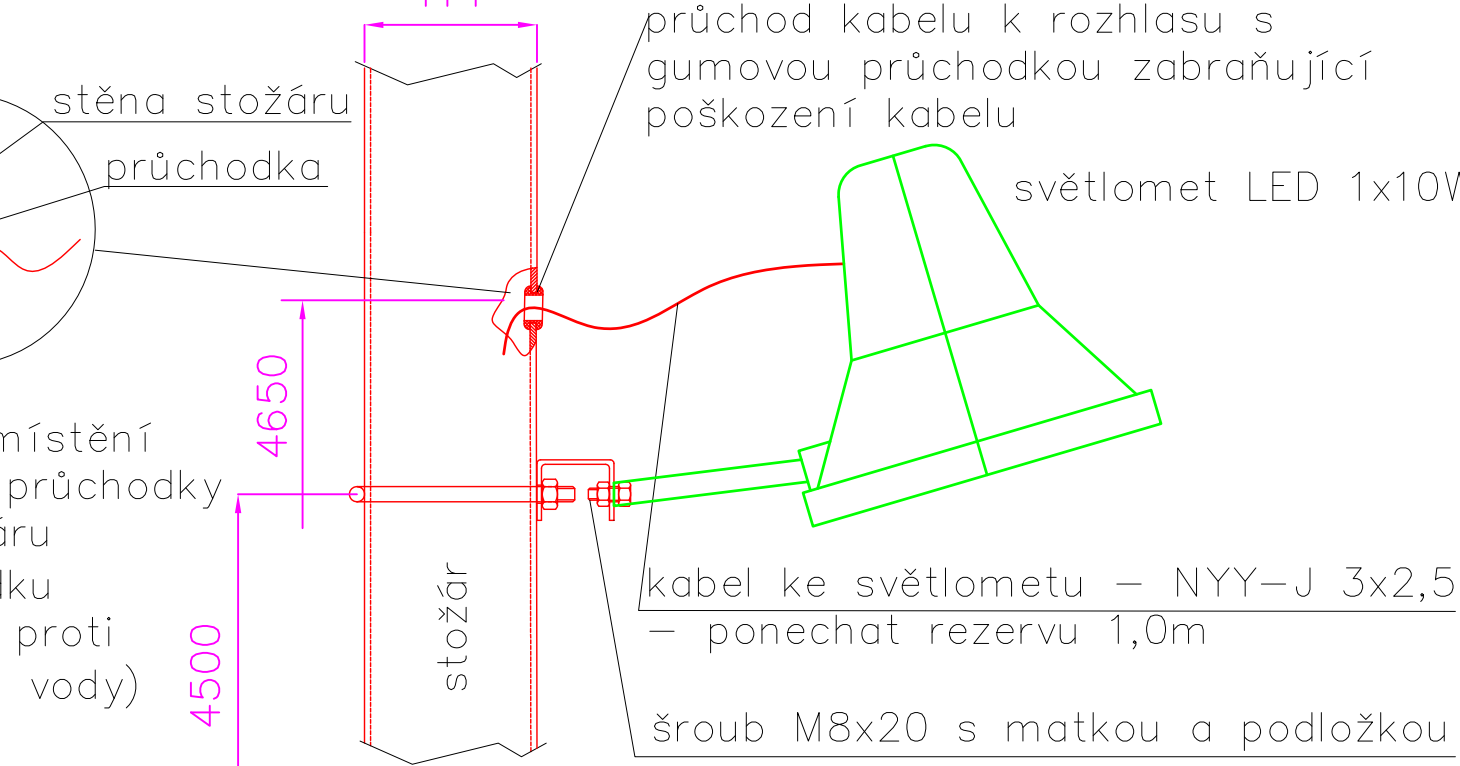 průchod kabelu k rozhlasu s
gumovou průchodkou zabraňující
poškození kabelu
stěna stožáru
průchodka
světlomet LED 1x10W
4650
místění
průchodky
áru
dku
proti
vody)
4500
stožár
kabel ke světlometu – NYY–J 3x2,5
– ponechat rezervu 1,0m
šroub M8x20 s matkou a podložkou